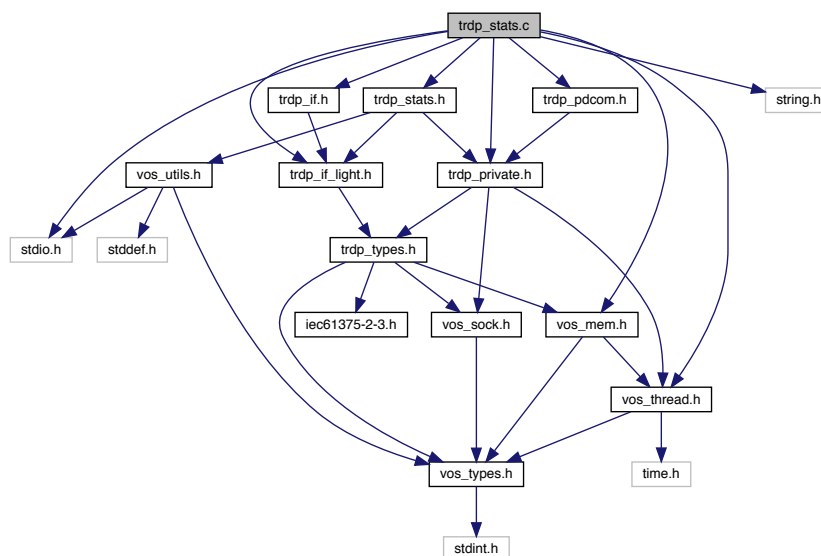 trdp_stats.c
trdp_if.h
trdp_stats.h
trdp_pdcom.h
string.h
vos_utils.h
trdp_if_light.h
trdp_private.h
stdio.h
stddef.h
trdp_types.h
iec61375-2-3.h
vos_sock.h
vos_mem.h
vos_thread.h
vos_types.h
time.h
stdint.h